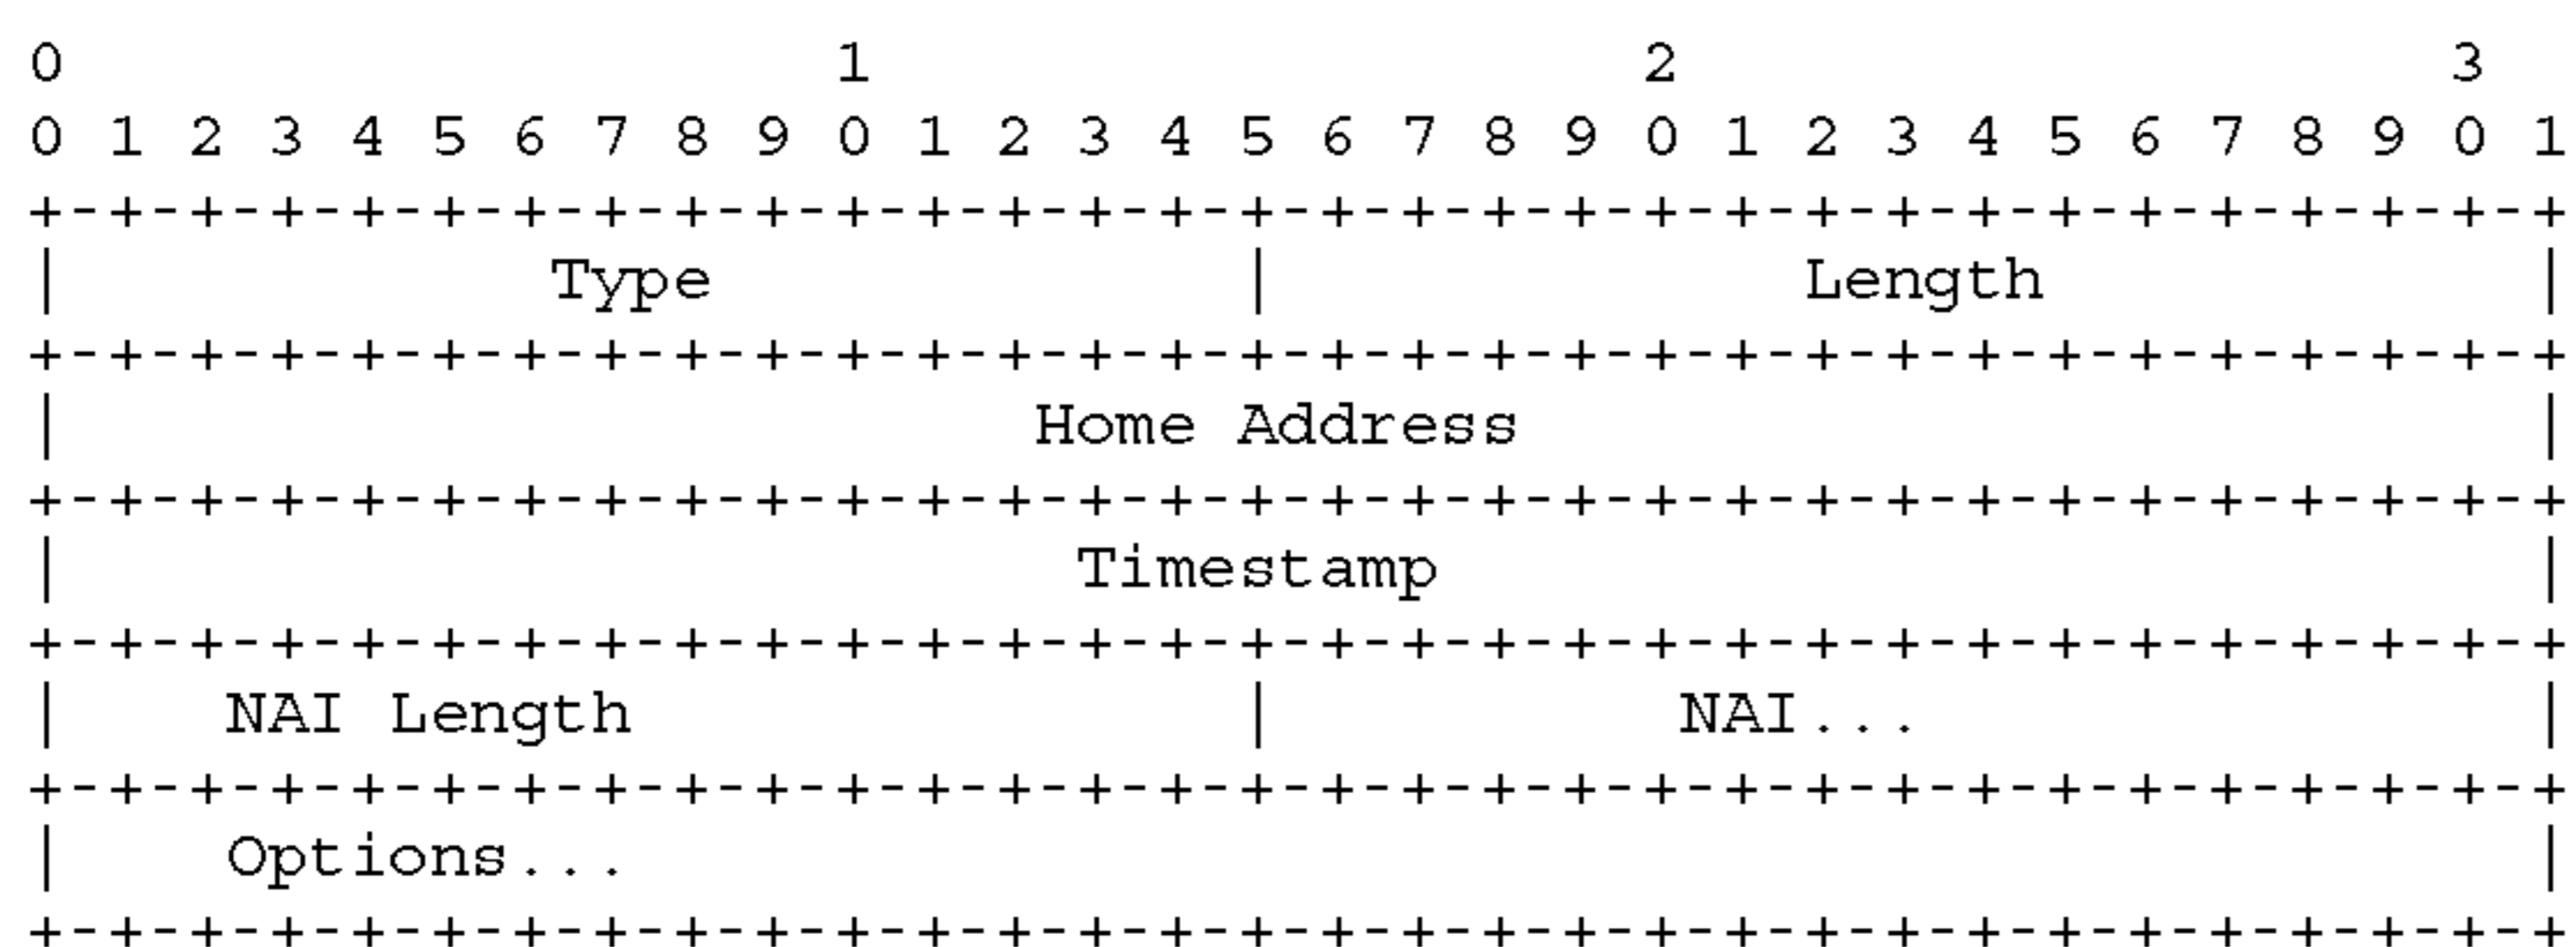 0                   1                   2                   3
0 1 2 3 4 5 6 7 8 9 0 1 2 3 4 5 6 7 8 9 0 1 2 3 4 5 6 7 8 9 0 1
+-+-+-+-+-+-+-+-+-+-+-+-+-+-+-+-+-+-+-+-+-+-+-+-+-+-+-+-+-+-+-+
|            Type             |             Length            |
+-+-+-+-+-+-+-+-+-+-+-+-+-+-+-+-+-+-+-+-+-+-+-+-+-+-+-+-+-+-+-+
|                        Home Address                         |
+-+-+-+-+-+-+-+-+-+-+-+-+-+-+-+-+-+-+-+-+-+-+-+-+-+-+-+-+-+-+-+
|                         Timestamp                           |
+-+-+-+-+-+-+-+-+-+-+-+-+-+-+-+-+-+-+-+-+-+-+-+-+-+-+-+-+-+-+-+
|    NAI Length               |          NAI...               |
+-+-+-+-+-+-+-+-+-+-+-+-+-+-+-+-+-+-+-+-+-+-+-+-+-+-+-+-+-+-+-+
|    Options...                                               |
+-+-+-+-+-+-+-+-+-+-+-+-+-+-+-+-+-+-+-+-+-+-+-+-+-+-+-+-+-+-+-+